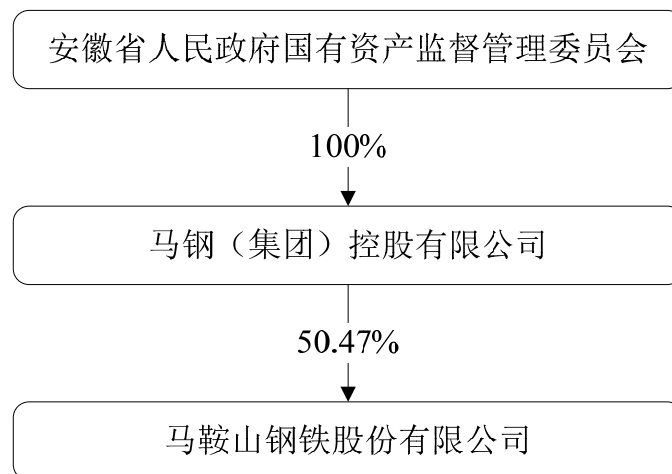 安徽省人民政府国有资产监督管理委员会
100%
马钢（集团）控股有限公司
50.47%
马鞍山钢铁股份有限公司